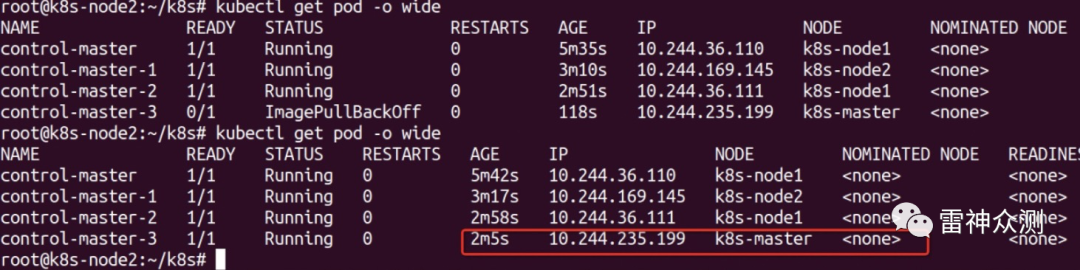 root@k8s-node2:~/k8s# kubectl get pod -o wide
NAME READY STATUS RESTARTS AGE IP NODE NOMINATED NODE
control-master 1/1 Running 0 5m35s 10.244.36.110 k8s-node1 <none>
control-master-1 1/1 Running 0 3m10s 10.244.169.145 k8s-node2 <none>
control-master-2 1/1 Running 0 2m51s 10.244.36.111 k8s-node1 <none>
control-master-3 0/1 ImagePullBackOff 0 118s 10.244.235.199 k8s-master <none>
root@k8s-node2:~/k8s# kubectl get pod -o wide
NAME READY STATUS RESTARTS AGE IP NODE NOMINATED NODE READINES
control-master 1/1 Running 0 5m42s 10.244.36.110 k8s-node1 <none> <none>
control-master-1 1/1 Running 0 3m17s 10.244.169.145 k8s-node2 <none> <none>
control-master-2 1/1 Running 0 2m58s 10.244.36.111 k8s-node1 <none> <none>
control-master-3 1/1 Running 0 2m5s 10.244.235.199 k8s-master <none> <none>
root@k8s-node2:~/k8s#
雷神众测